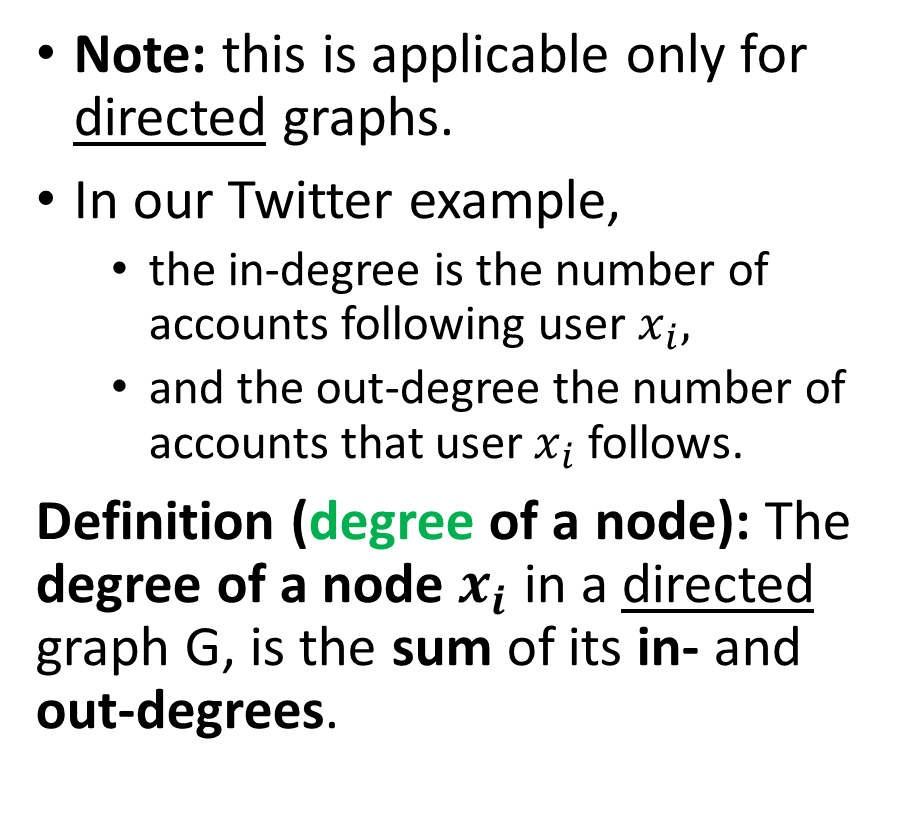 • Note: this is applicable only for
directed graphs.
• In our Twitter example,
• the in-degree is the number of
accounts following user xᵢ,
• and the out-degree the number of
accounts that user xᵢ follows.
Definition (degree of a node): The
degree of a node xᵢ in a directed
graph G, is the sum of its in- and
out-degrees.